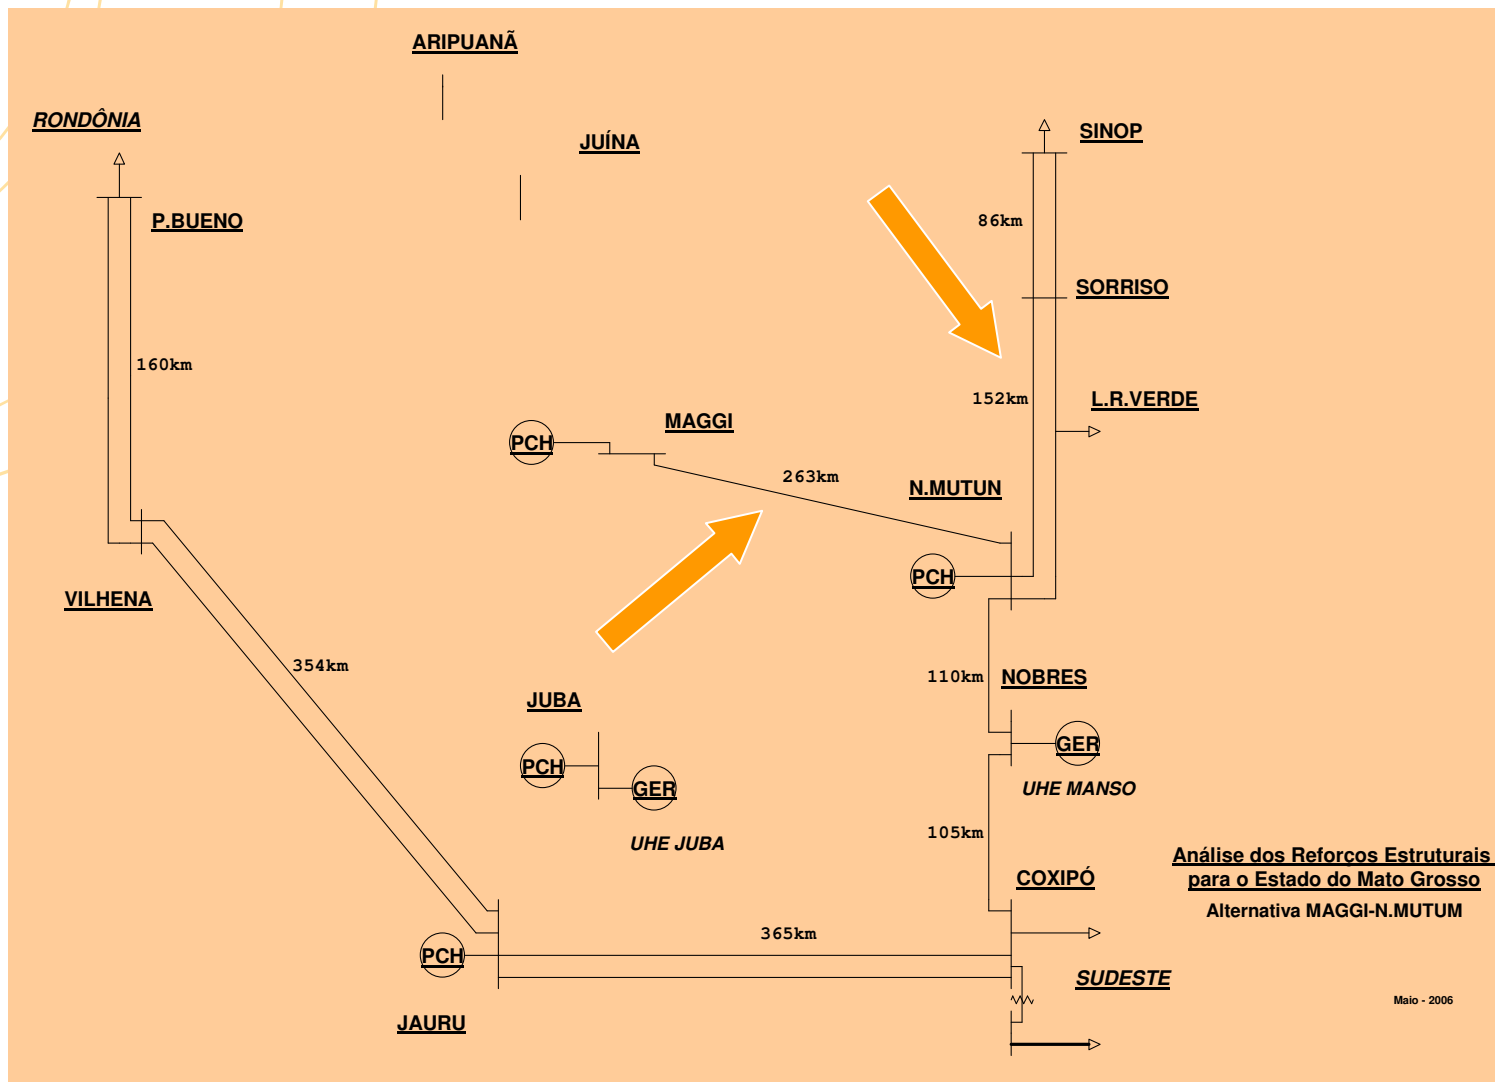 ARIPUANÃ
RONDÔNIA
SINOP
JUÍNA
P.BUENO
86km
SORRISO
160km
152km
L.R.VERDE
MAGGI
PCH
263km
N.MUTUN
PCH
VILHENA
354km
110km
NOBRES
JUBA
PCH
GER
GER
UHE MANSO
UHE JUBA
105km
Análise dos Reforços Estruturais
para o Estado do Mato Grosso
COXIPÓ
Alternativa MAGGI-N.MUTUM
365km
PCH
SUDESTE
Maio - 2006
JAURU